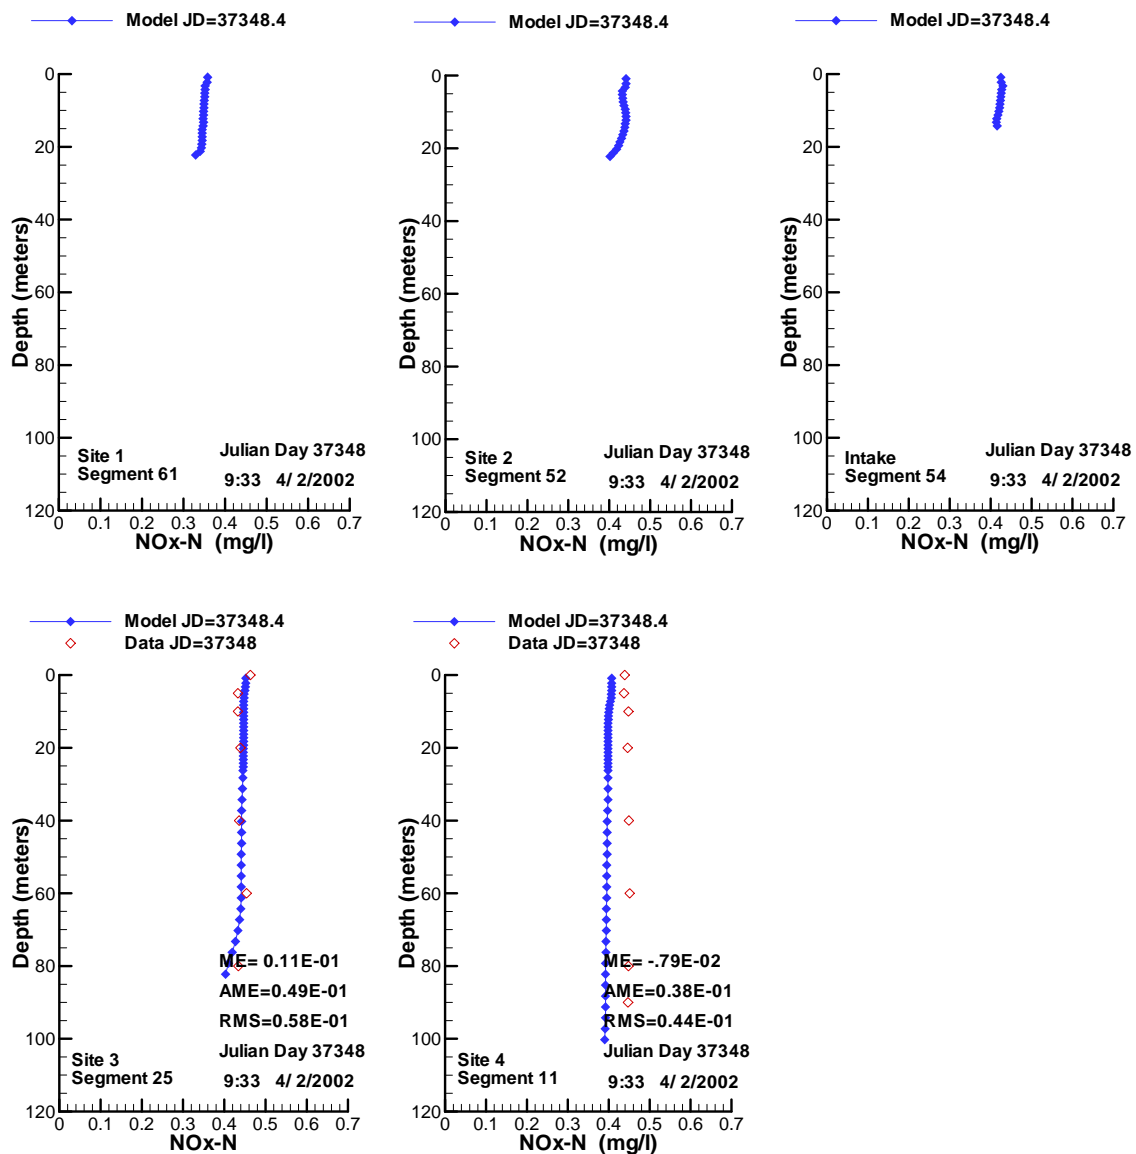 Model JD=37348.4
0
20
40
60
80
100
120
Depth (meters)
Site 1
Segment 61
Julian Day 37348
9:33 4/ 2/2002
0 0.1 0.2 0.3 0.4 0.5 0.6 0.7
NOx-N (mg/l)
Model JD=37348.4
0
20
40
60
80
100
120
Depth (meters)
Site 2
Segment 52
Julian Day 37348
9:33 4/ 2/2002
0 0.1 0.2 0.3 0.4 0.5 0.6 0.7
NOx-N (mg/l)
Model JD=37348.4
0
20
40
60
80
100
120
Depth (meters)
Intake
Segment 54
Julian Day 37348
9:33 4/ 2/2002
0 0.1 0.2 0.3 0.4 0.5 0.6 0.7
NOx-N (mg/l)
Model JD=37348.4
Data JD=37348
0
20
40
60
80
100
120
Depth (meters)
ME= 0.11E-01
AME=0.49E-01
RMS=0.58E-01
Site 3
Segment 25
Julian Day 37348
9:33 4/ 2/2002
0 0.1 0.2 0.3 0.4 0.5 0.6 0.7
NOx-N
Model JD=37348.4
Data JD=37348
0
20
40
60
80
100
120
Depth (meters)
ME= -.79E-02
AME=0.38E-01
RMS=0.44E-01
Site 4
Segment 11
Julian Day 37348
9:33 4/ 2/2002
0 0.1 0.2 0.3 0.4 0.5 0.6 0.7
NOx-N (mg/l)